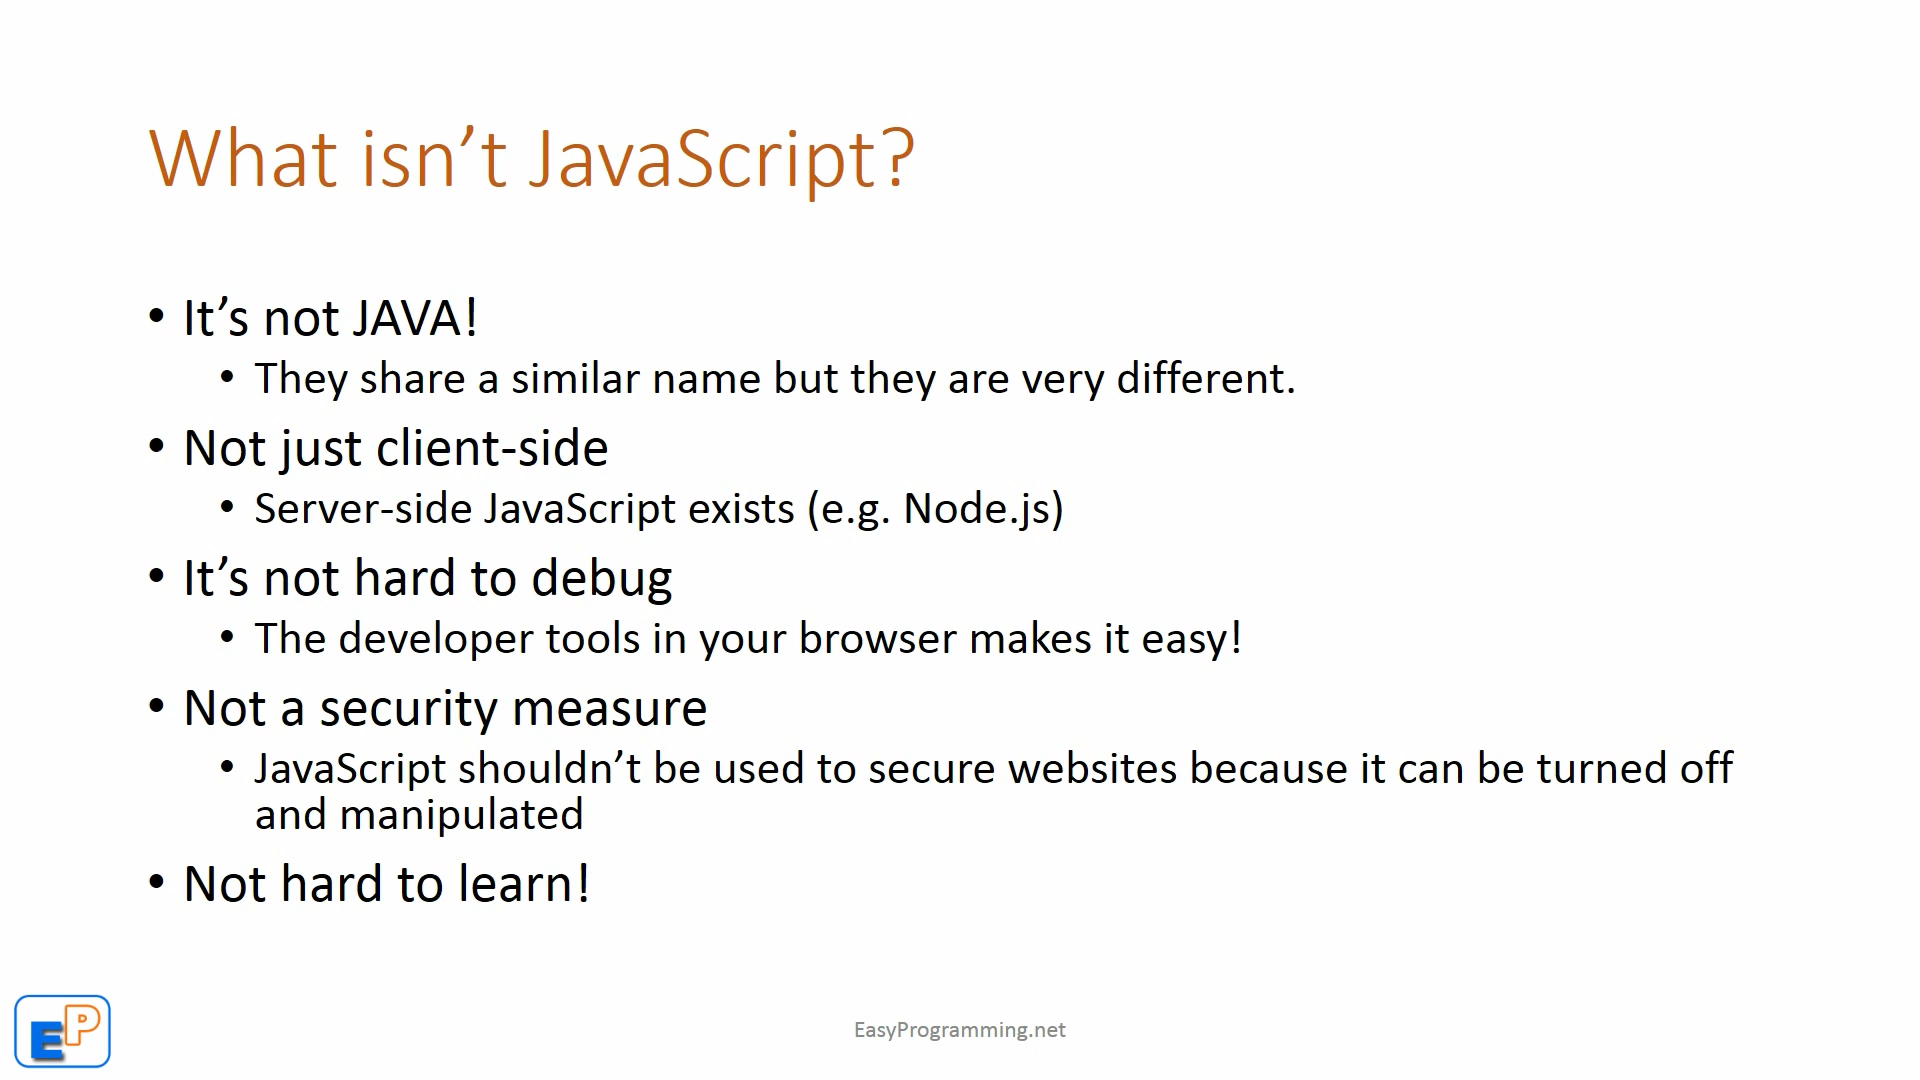 What isn’t JavaScript?
• It’s not JAVA!
• They share a similar name but they are very different.
• Not just client-side
• Server-side JavaScript exists (e.g. Node.js)
• It’s not hard to debug
• The developer tools in your browser makes it easy!
• Not a security measure
• JavaScript shouldn’t be used to secure websites because it can be turned off
and manipulated
• Not hard to learn!
EP
EasyProgramming.net